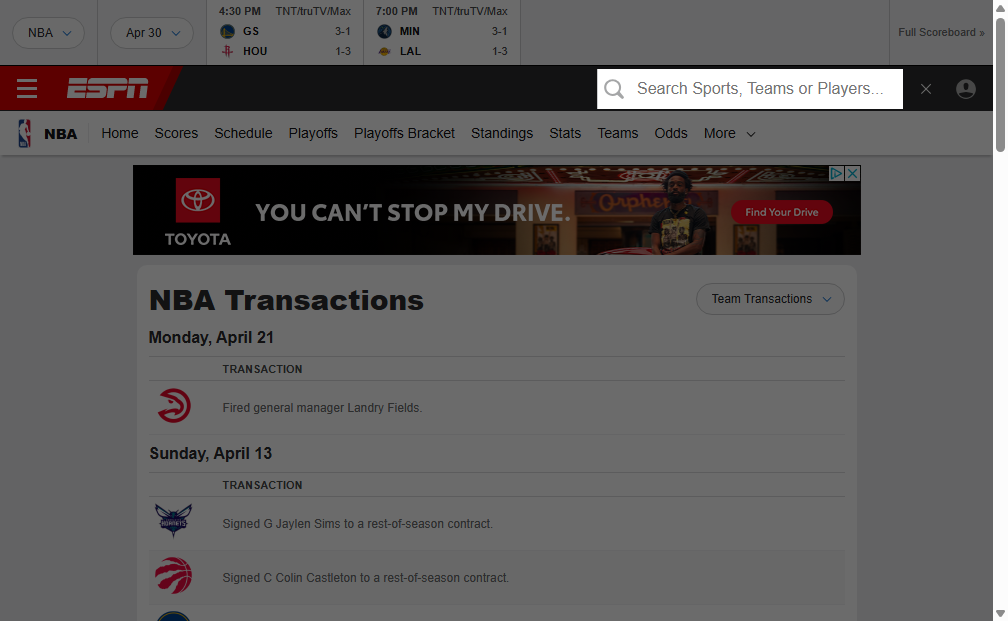 NBA
Apr 30
4:30 PM TNT/truTV/Max
GS 3-1
HOU 1-3
7:00 PM TNT/truTV/Max
MIN 3-1
LAL 1-3
Full Scoreboard »
ESPN
Search Sports, Teams or Players...
NBA Home Scores Schedule Playoffs Playoffs Bracket Standings Stats Teams Odds More
TOYOTA
YOU CAN'T STOP MY DRIVE.
Orpheum
Find Your Drive
NBA Transactions
Team Transactions
Monday, April 21
TRANSACTION
Fired general manager Landry Fields.
Sunday, April 13
TRANSACTION
HORNETS
Signed G Jaylen Sims to a rest-of-season contract.
Signed C Colin Castleton to a rest-of-season contract.